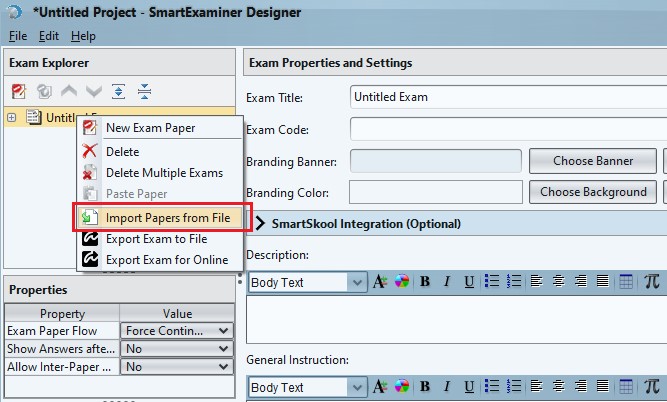 *Untitled Project - SmartExaminer Designer
File Edit Help
Exam Explorer
Untitled E
New Exam Paper
Delete
Delete Multiple Exams
Paste Paper
Import Papers from File
Export Exam to File
Export Exam for Online
Properties
Property Value
Exam Paper Flow Force Contin...
Show Answers afte... No
Allow Inter-Paper ... No
Exam Properties and Settings
Exam Title: Untitled Exam
Exam Code:
Branding Banner: Choose Banner
Branding Color: Choose Background
SmartSkool Integration (Optional)
Description:
Body Text A B I U π
General Instruction:
Body Text A B I U π